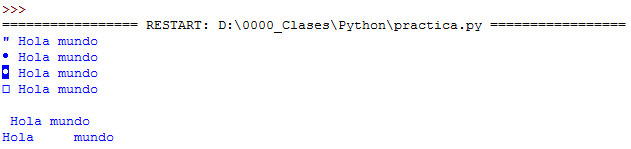 >>>
================= RESTART: D:\0000_Clases\Python\practica.py =================
" Hola mundo
• Hola mundo
◘ Hola mundo
□ Hola mundo

 Hola mundo
Hola     mundo